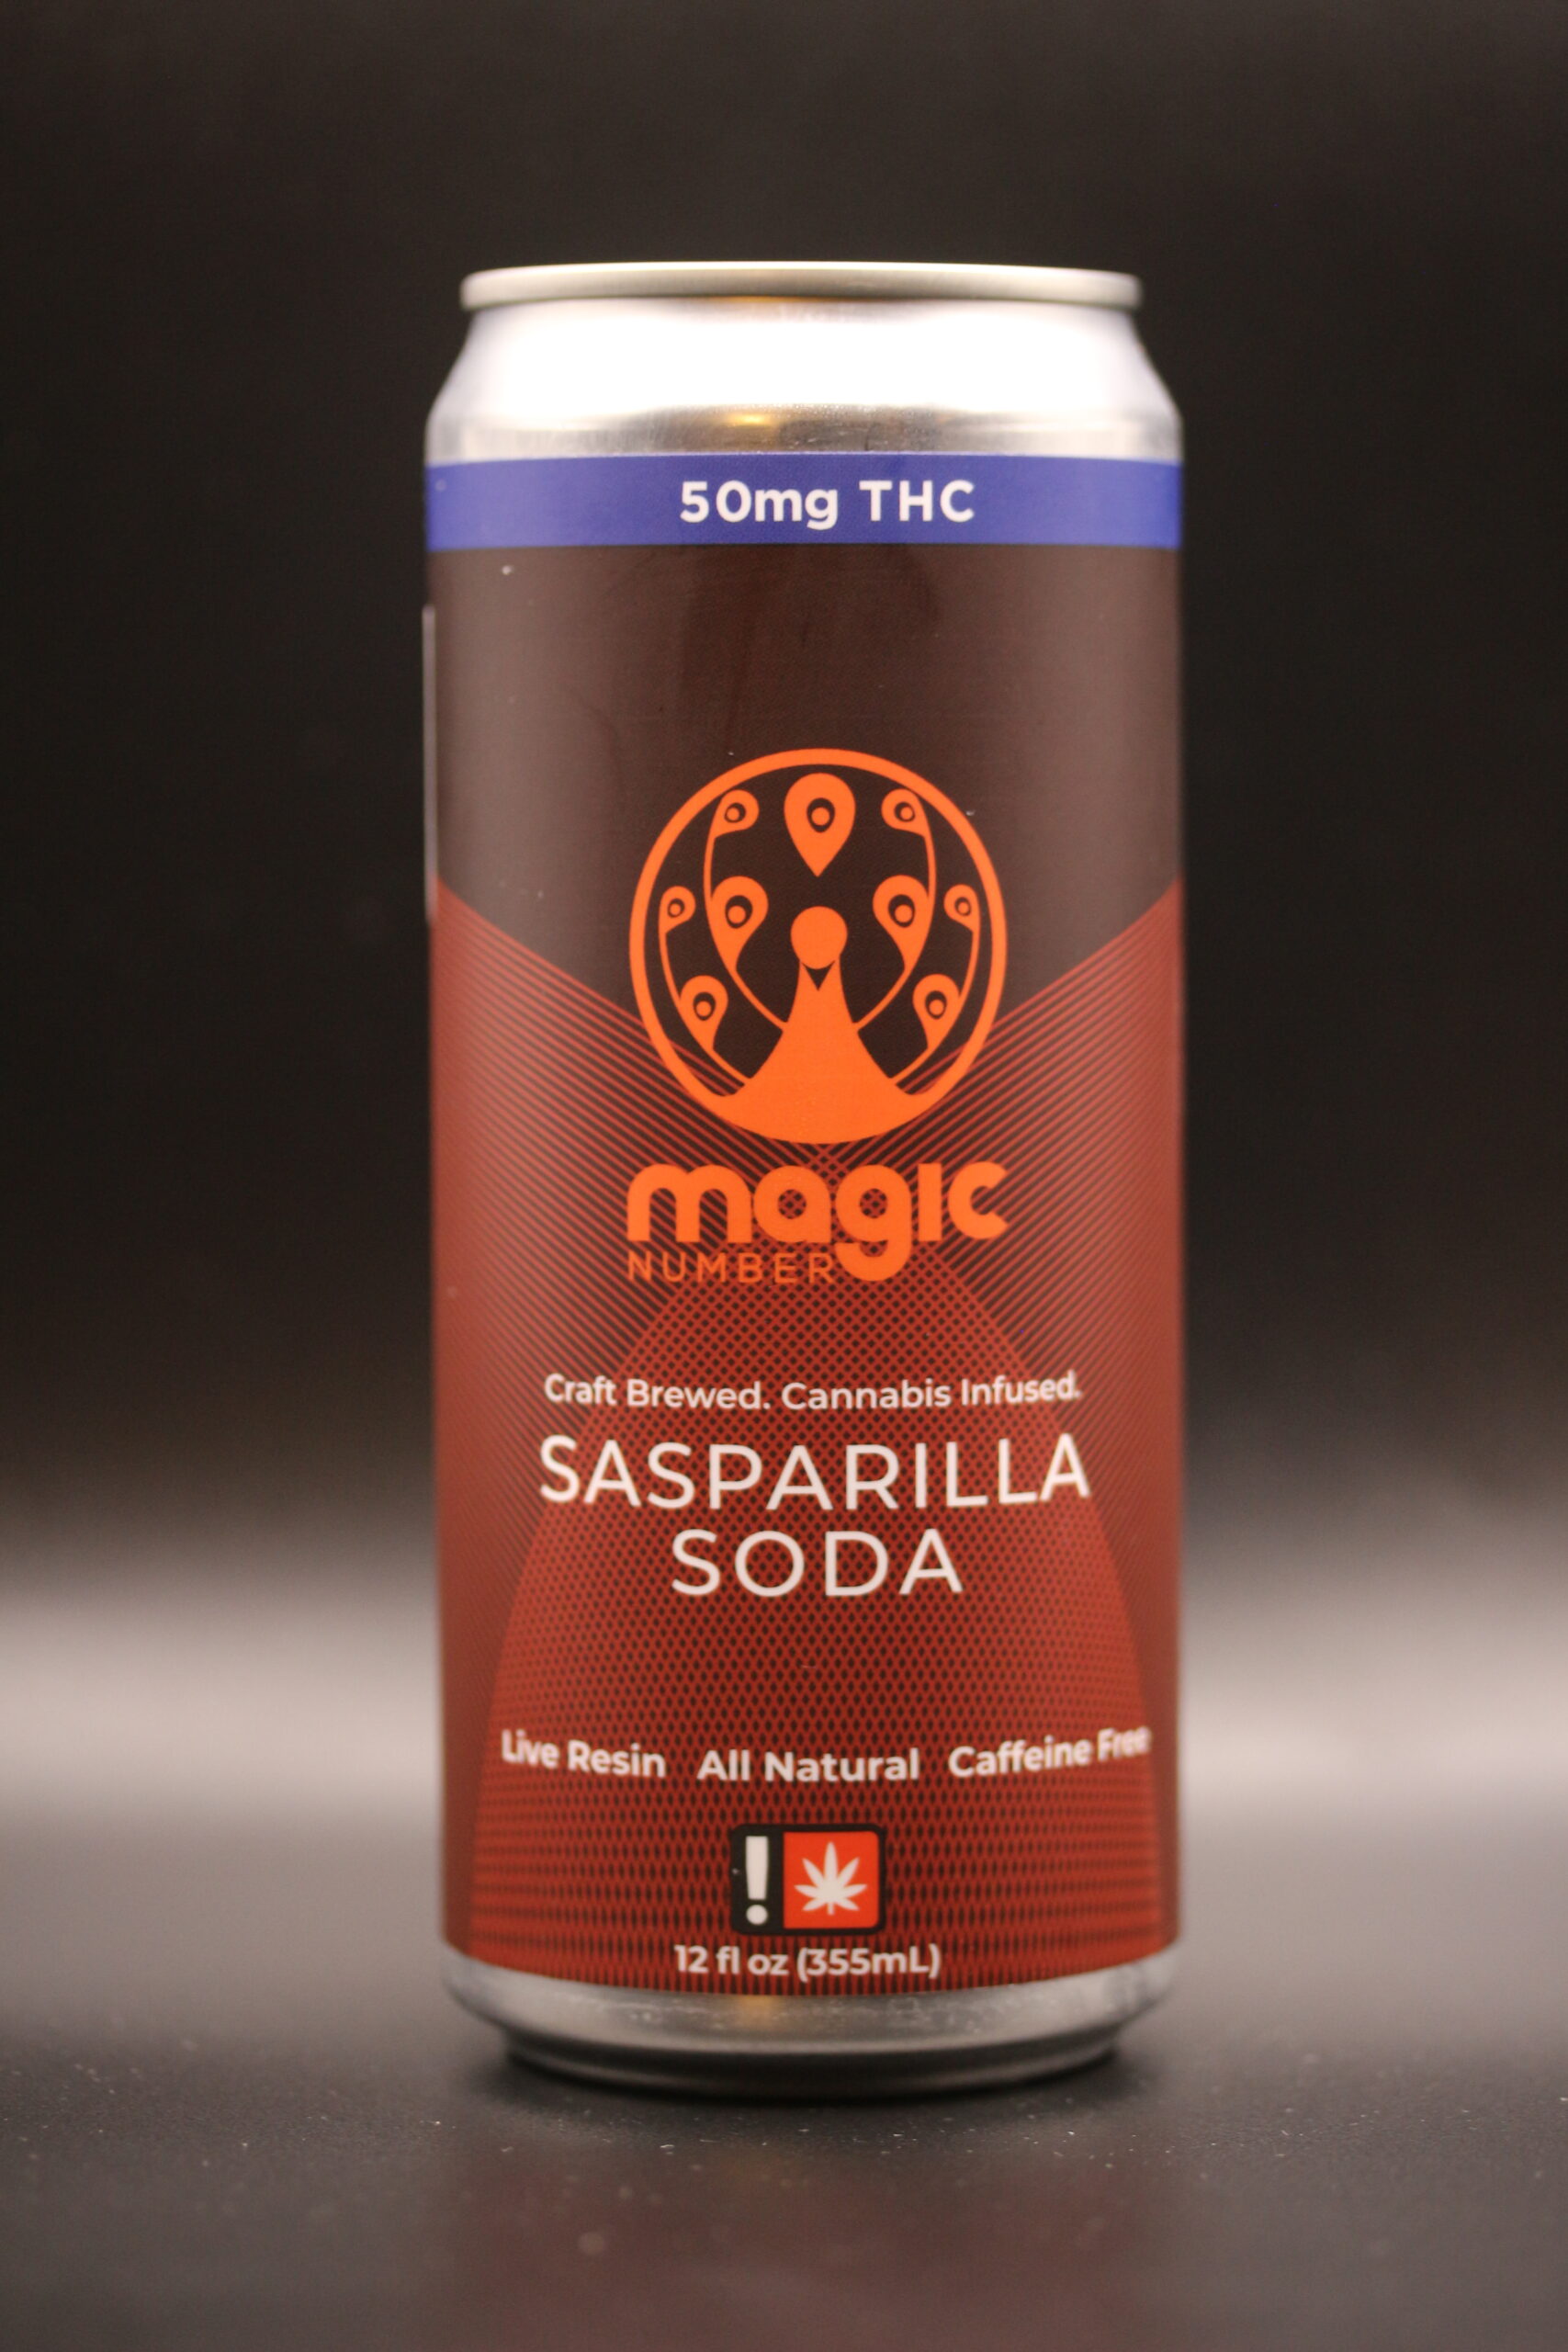 50mg THC
magic
NUMBER
Craft Brewed. Cannabis Infused.
SASPARILLA
SODA
Live Resin All Natural Caffeine Free
!
12 fl oz (355mL)